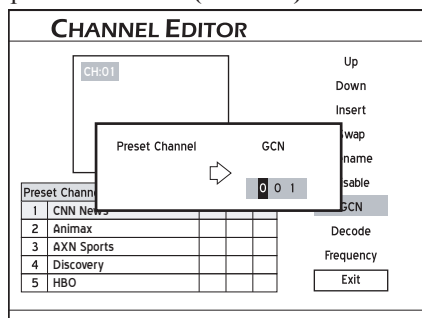 CHANNEL EDITOR
CH:01
Up
Down
Insert
wap
Preset Channel GCN
name
sable
0 0 1
Preset Chann
GCN
1 CNN News
2 Animax
Decode
3 AXN Sports
Frequency
4 Discovery
5 HBO
Exit